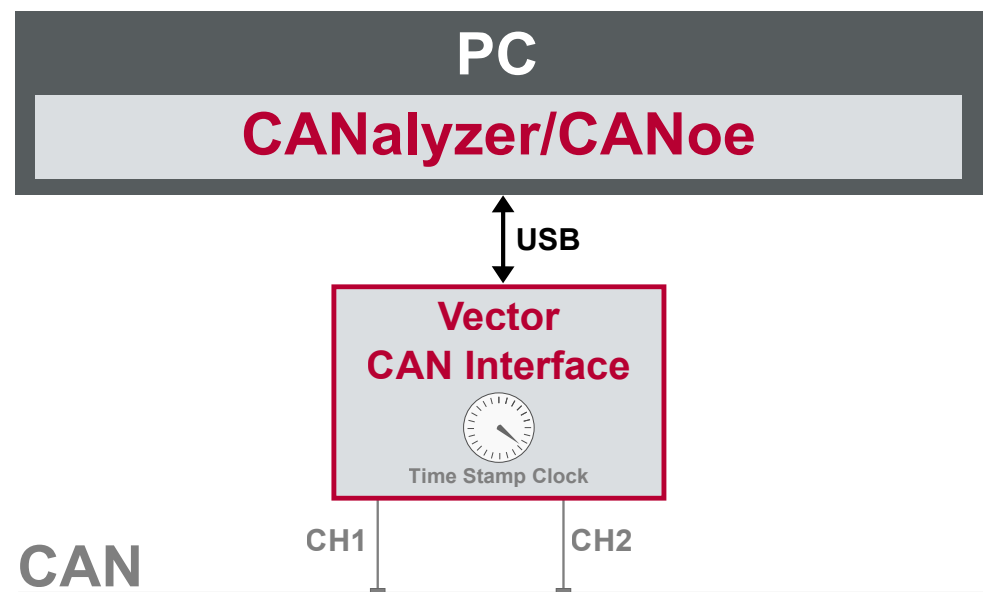 PC
CANalyzer/CANoe
USB
Vector
CAN Interface
Time Stamp Clock
CH1
CH2
CAN